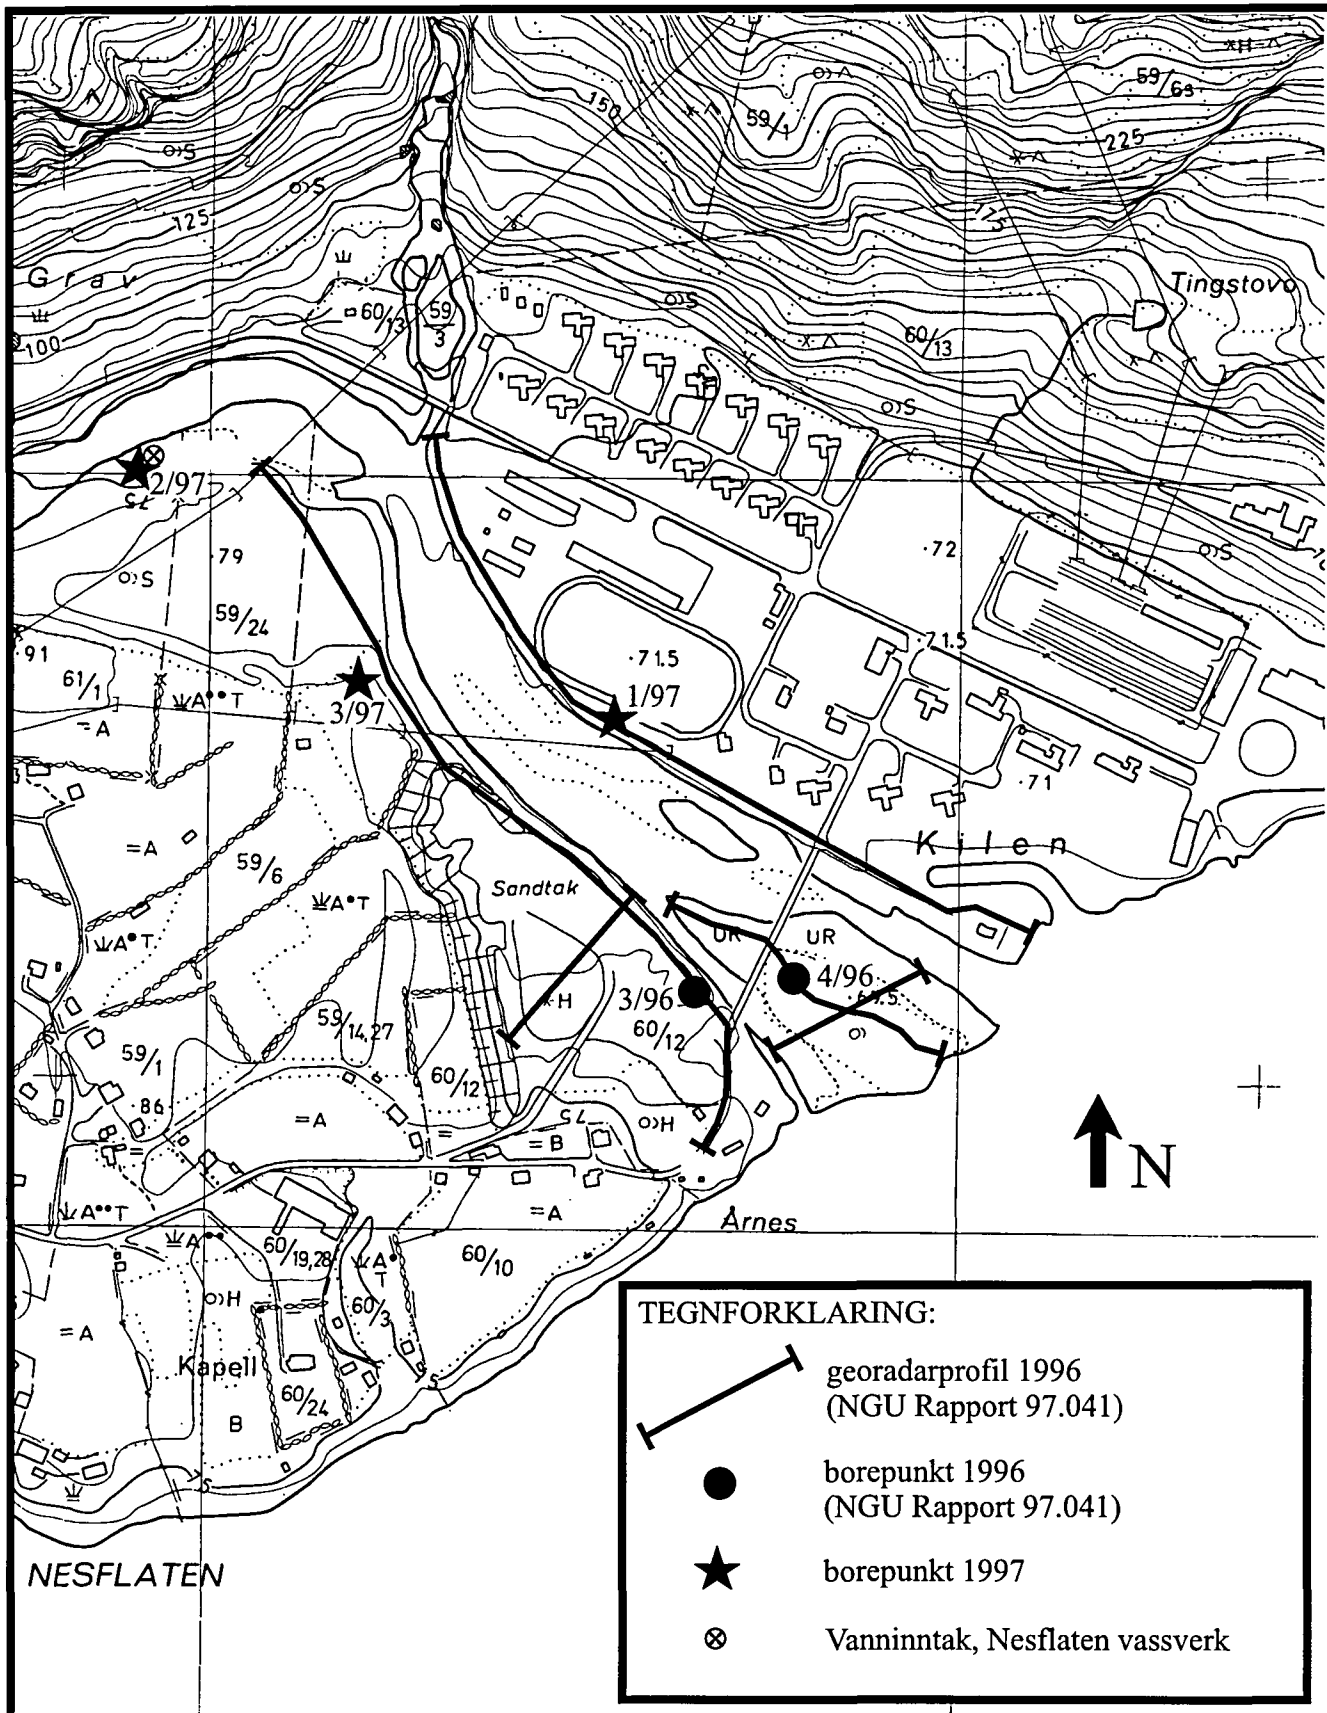 150
59/1
59/63
225
175
125
Grav
100
60/13
59/3
60/13
Tingstovo
2/97
75
79
59/24
72
71.5
91
61/1
A T
A
3/97
71.5
1/97
71
Kilen
=A
59/6
Sandtak
A T
A T
UR
UR
4/96
69.5
3/96
60/12
H
59/14,27
59/1
60/12
86
=A
75
H
=B
N
A T
A
=A
Årnes
60/19,28
A T
60/10
H
60/3
=A
Kapell
60/24
B
NESFLATEN
TEGNFORKLARING:
georadarprofil 1996
(NGU Rapport 97.041)
borepunkt 1996
(NGU Rapport 97.041)
borepunkt 1997
Vanninntak, Nesflaten vassverk